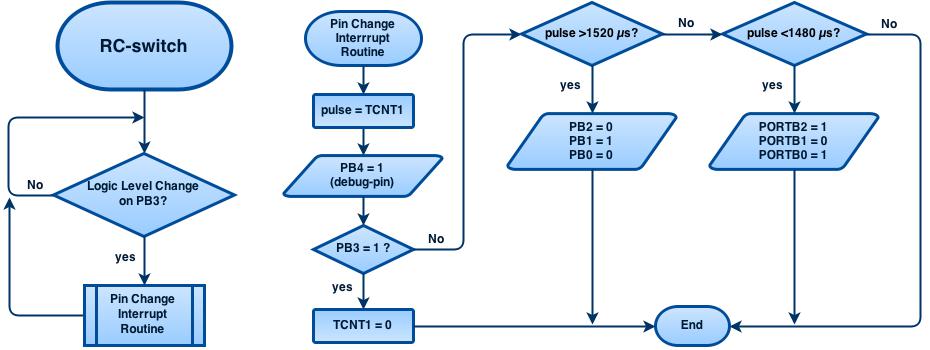 RC-switch
No
Logic Level Change
on PB3?
yes
Pin Change
Interrupt
Routine
Pin Change
Interrrupt
Routine
pulse = TCNT1
PB4 = 1
(debug-pin)
PB3 = 1 ?
No
yes
TCNT1 = 0
pulse >1520 µs?
No
yes
PB2 = 0
PB1 = 1
PB0 = 0
pulse <1480 µs?
No
yes
PORTB2 = 1
PORTB1 = 0
PORTB0 = 1
End